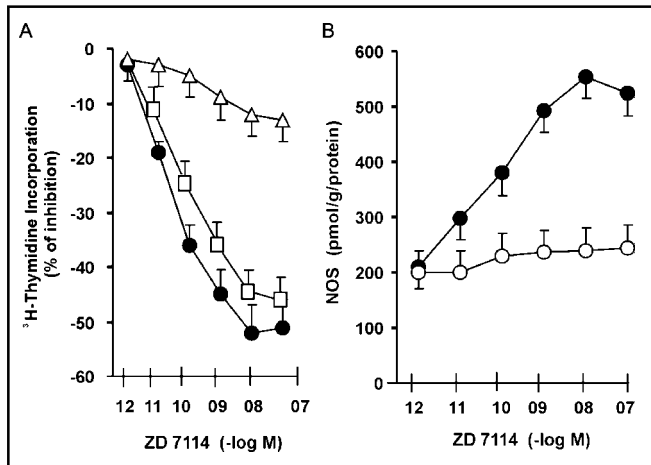 A
³H-Thymidine Incorporation
(% of inhibition)
0
-10
-20
-30
-40
-50
-60
12 11 10 09 08 07
ZD 7114 (-log M)
B
NOS (pmol/g/protein)
600
500
400
300
200
100
0
12 11 10 09 08 07
ZD 7114 (-log M)